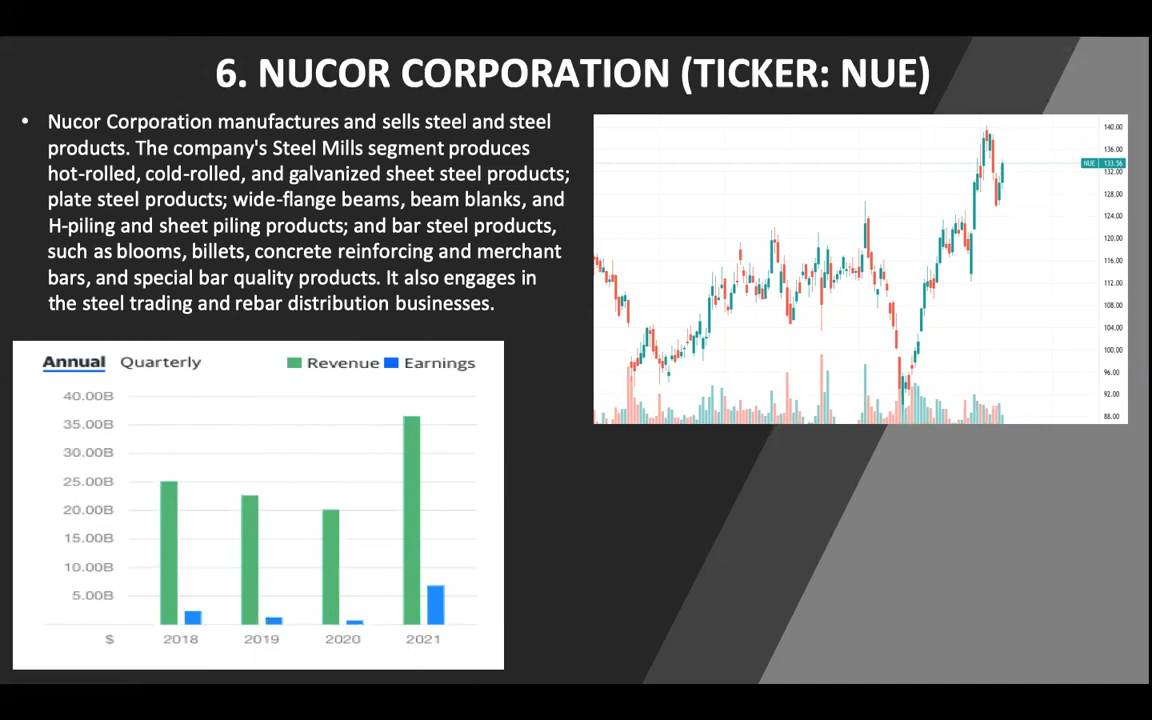 6. NUCOR CORPORATION (TICKER: NUE)
• Nucor Corporation manufactures and sells steel and steel
products. The company's Steel Mills segment produces
hot-rolled, cold-rolled, and galvanized sheet steel products;
plate steel products; wide-flange beams, beam blanks, and
H-piling and sheet piling products; and bar steel products,
such as blooms, billets, concrete reinforcing and merchant
bars, and special bar quality products. It also engages in
the steel trading and rebar distribution businesses.
140.00
136.00
NUE 133.56
132.00
128.00
124.00
120.00
116.00
112.00
108.00
104.00
100.00
96.00
92.00
88.00
Annual Quarterly Revenue Earnings
40.00B
35.00B
30.00B
25.00B
20.00B
15.00B
10.00B
5.00B
$ 2018 2019 2020 2021